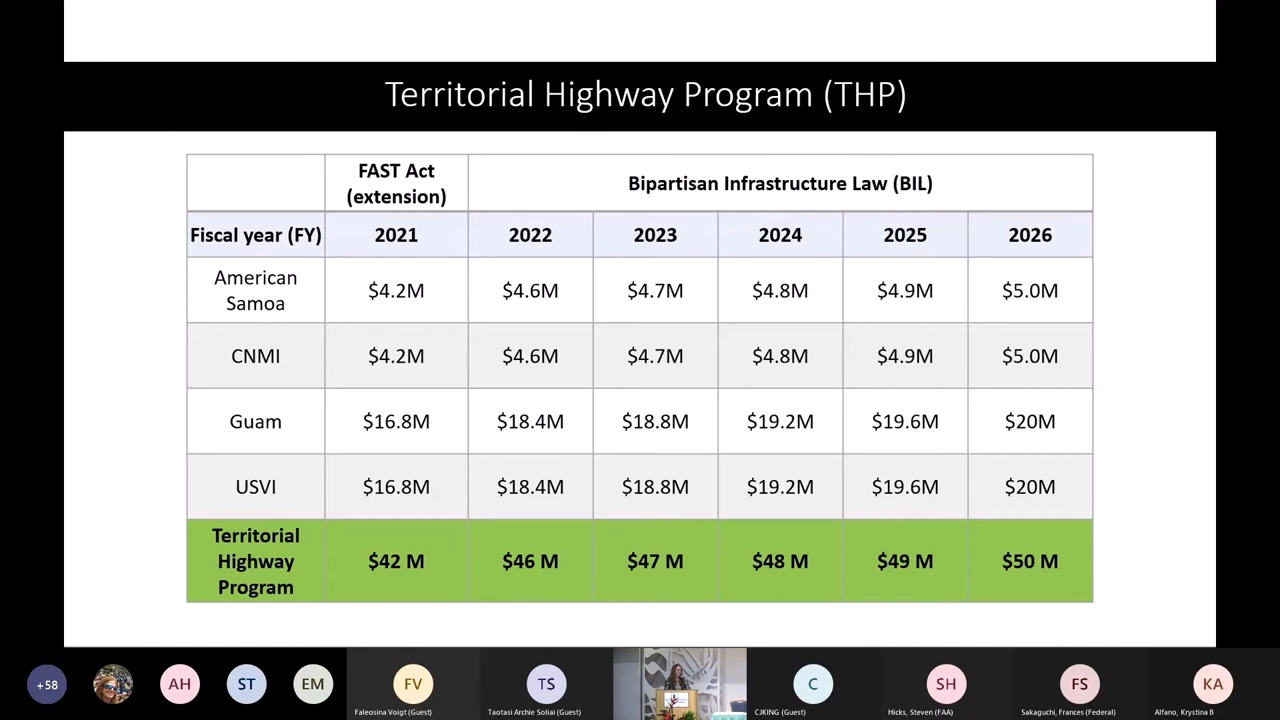 Territorial Highway Program (THP)
FAST Act
(extension)
Bipartisan Infrastructure Law (BIL)
Fiscal year (FY) 2021 2022 2023 2024 2025 2026
American
Samoa
$4.2M $4.6M $4.7M $4.8M $4.9M $5.0M
CNMI $4.2M $4.6M $4.7M $4.8M $4.9M $5.0M
Guam $16.8M $18.4M $18.8M $19.2M $19.6M $20M
USVI $16.8M $18.4M $18.8M $19.2M $19.6M $20M
Territorial
Highway
Program
$42 M $46 M $47 M $48 M $49 M $50 M
+58 AH ST EM FV TS C SH FS KA
Faleosina Voigt (Guest) Taotasi Archie Soliai (Guest) CJKING (Guest) Hicks, Steven (FAA) Sakaguchi, Frances (Federal) Alfano, Krystina B